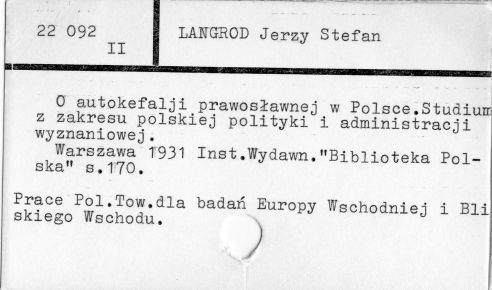 22 092
II
LANGROD Jerzy Stefan
O autokefalji prawosławnej w Polsce.Studium
z zakresu polskiej polityki i administracji
wyznaniowej.
Warszawa 1931 Inst.Wydawn."Biblioteka Pol-
ska" s.170.
Prace Pol.Tow.dla badań Europy Wschodniej i Bli
skiego Wschodu.